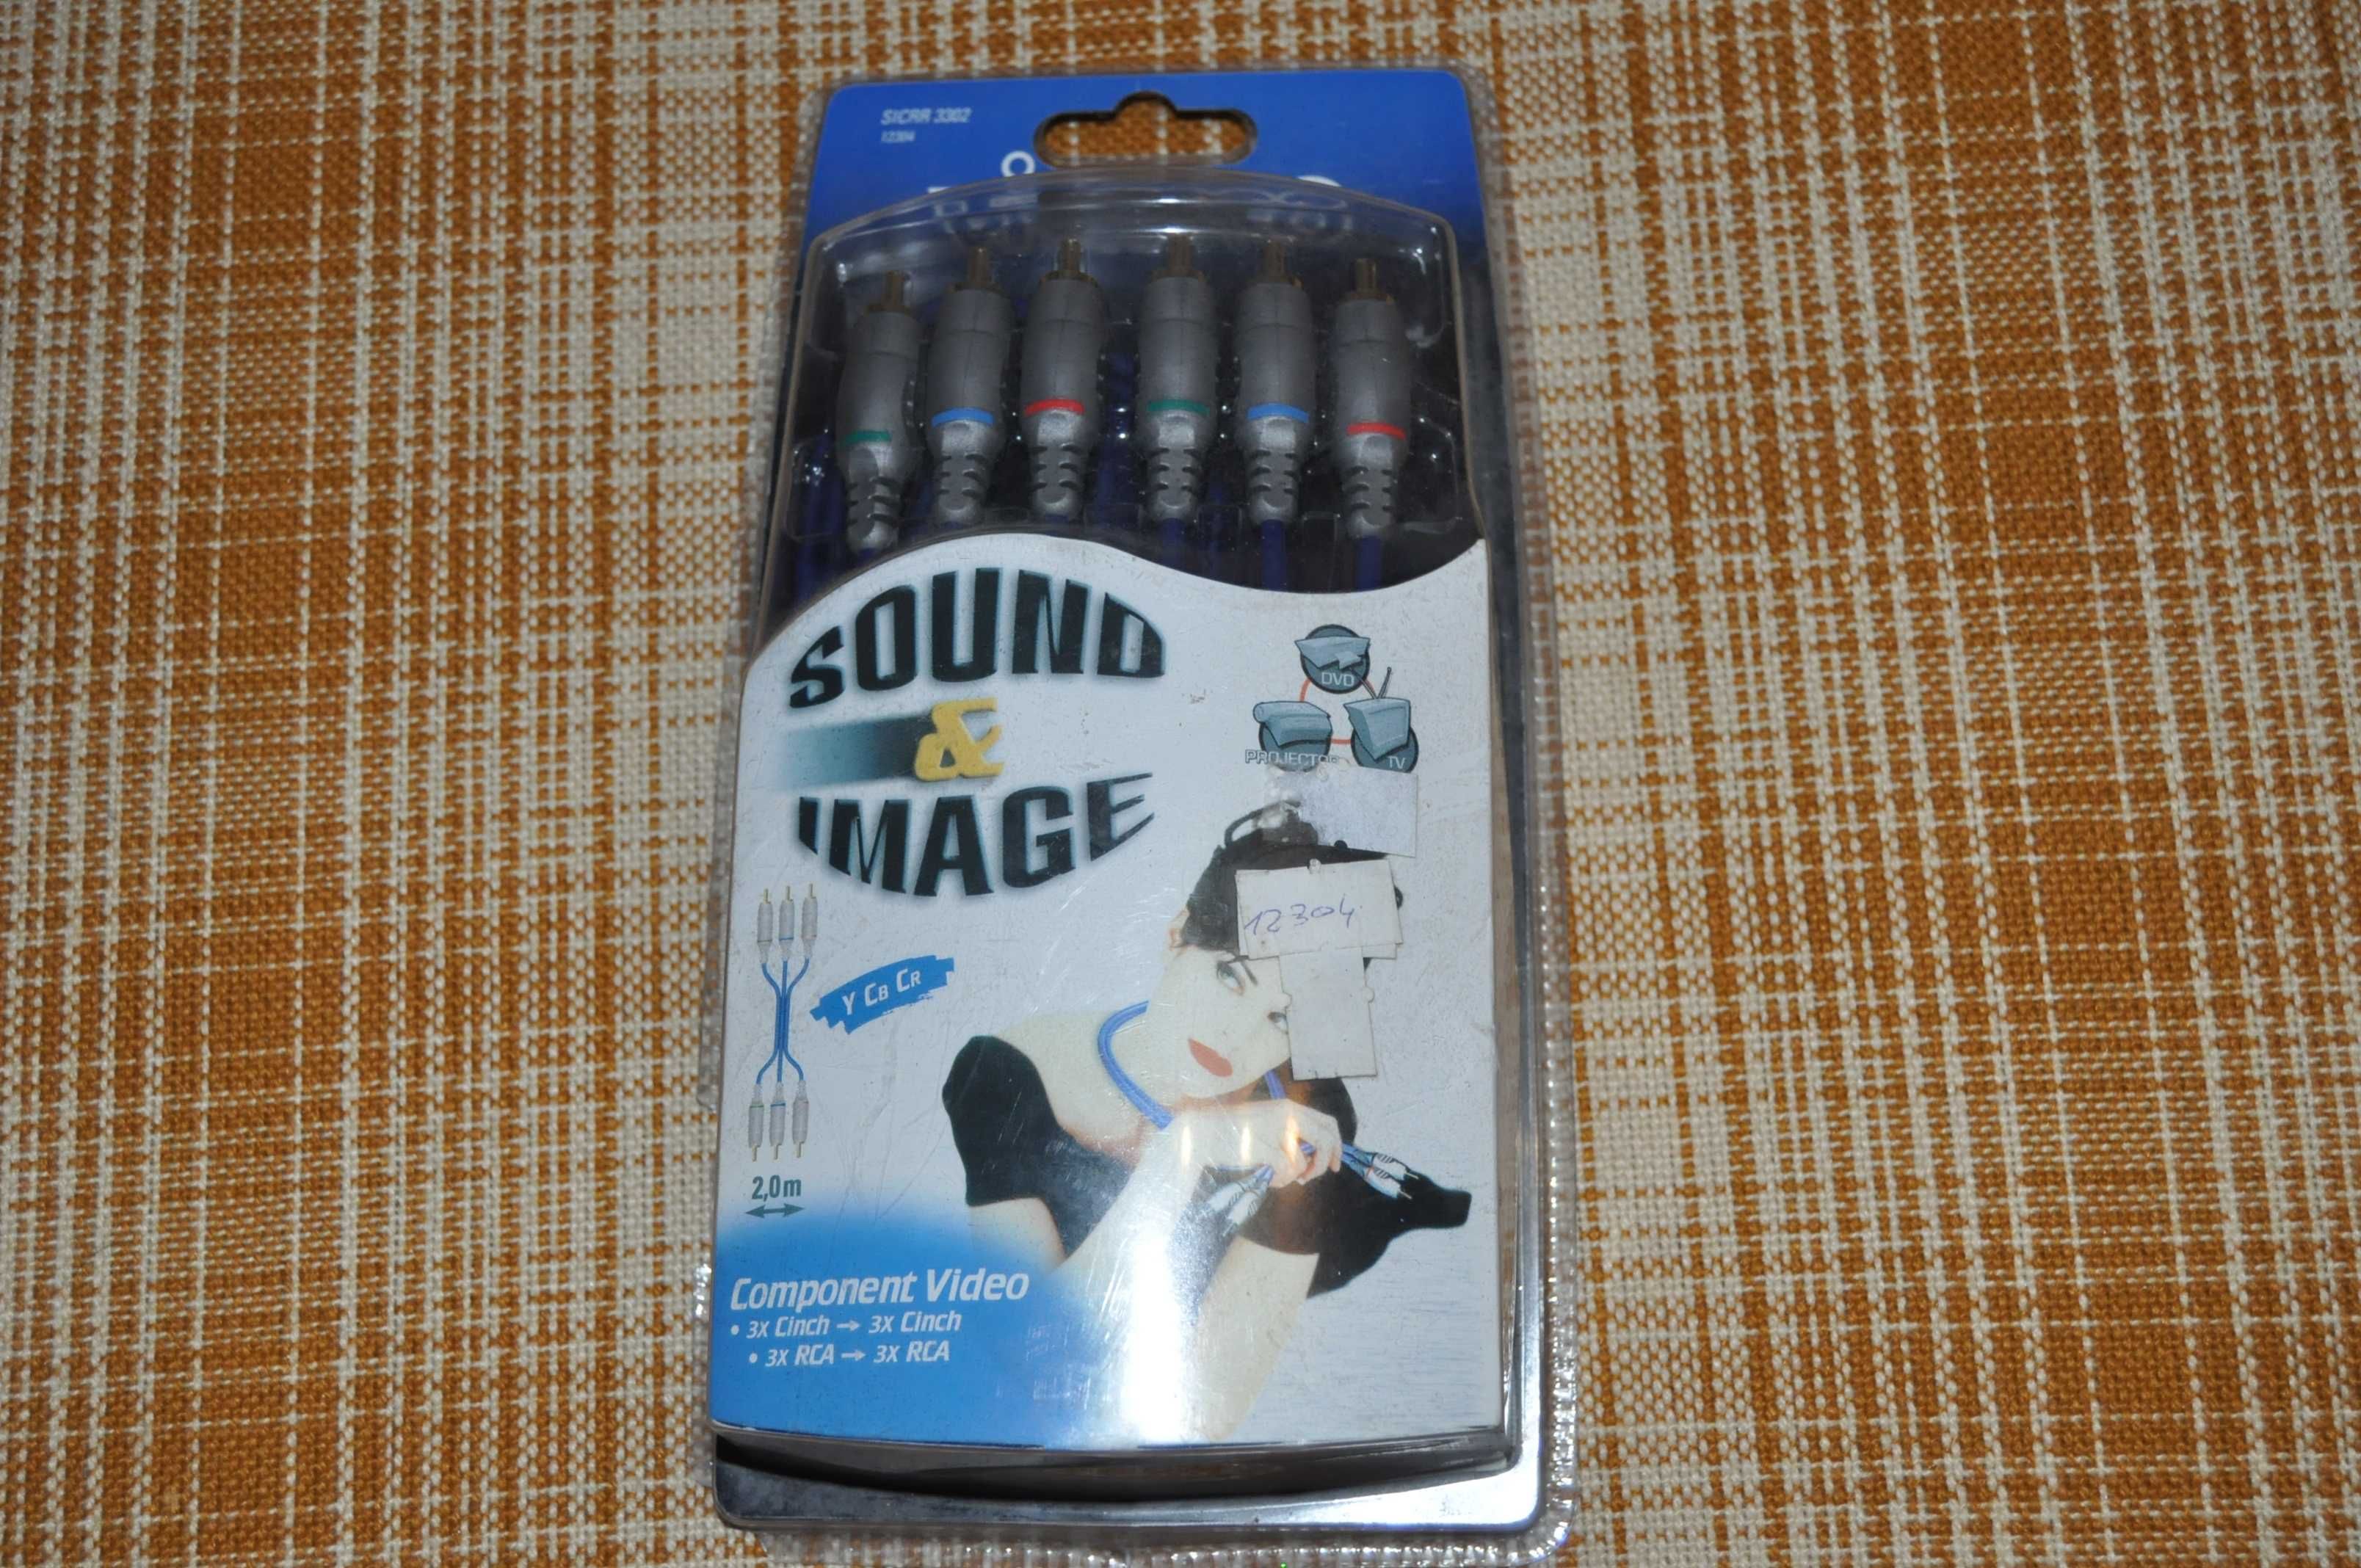 SICRR 3302
12304
SOUND
&
IMAGE
DVD
PROJECTOR
TV
12304
Y CB CR
2,0m
Component Video
• 3X Cinch → 3X Cinch
• 3X RCA → 3X RCA